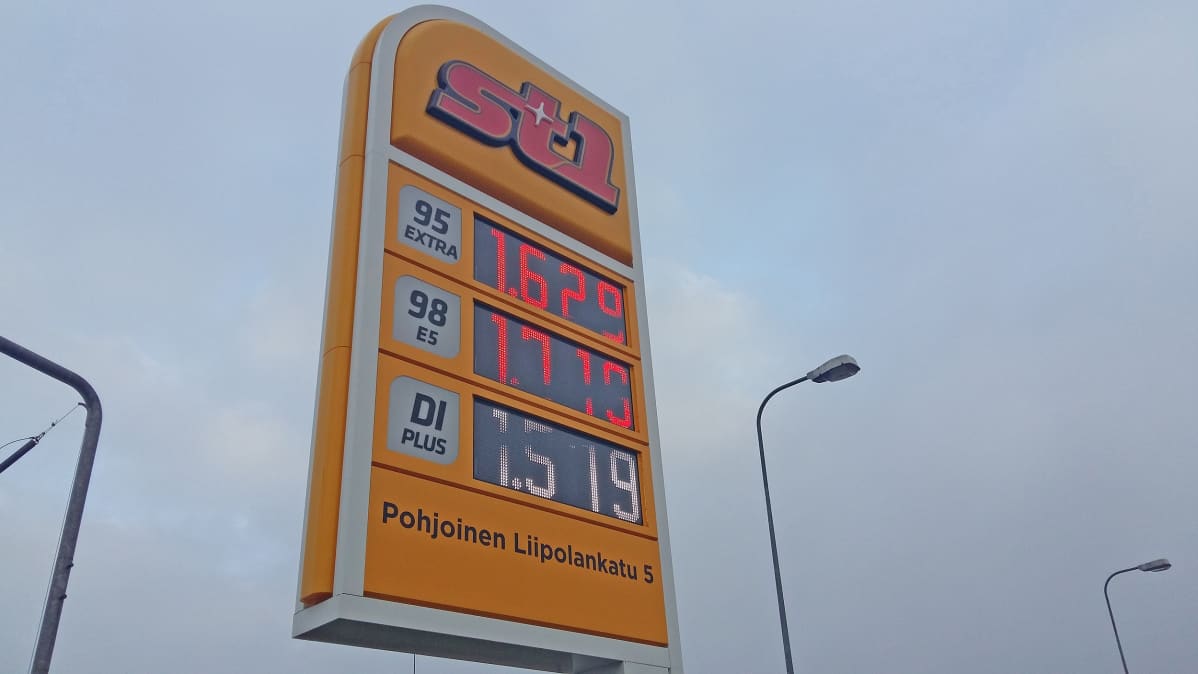 st1
95
EXTRA
1.629
98
E5
1.719
DI
PLUS
1.519
Pohjoinen Liipolankatu 5